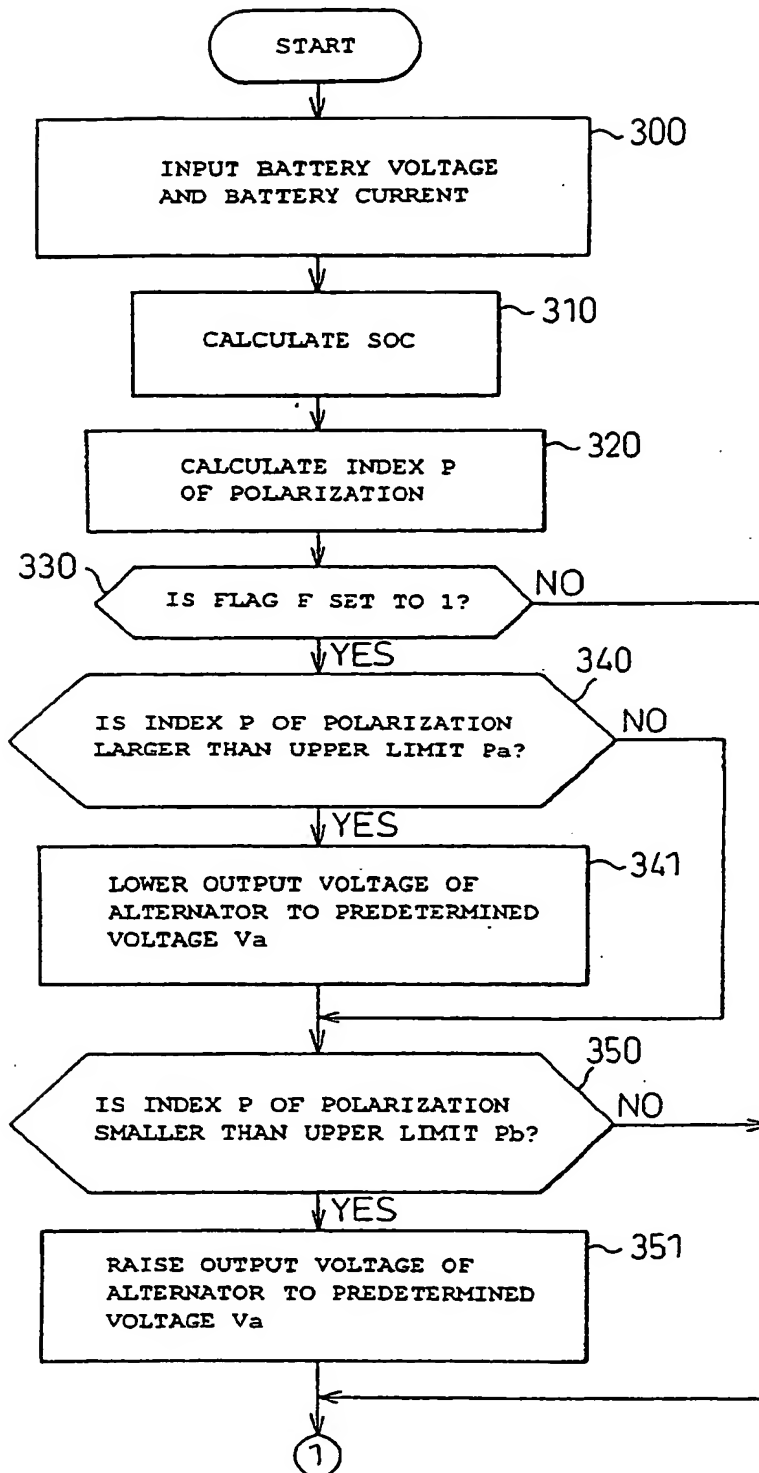 START
300
INPUT BATTERY VOLTAGE
AND BATTERY CURRENT
310
CALCULATE SOC
320
CALCULATE INDEX P
OF POLARIZATION
330
IS FLAG F SET TO 1?
NO
YES
340
IS INDEX P OF POLARIZATION
LARGER THAN UPPER LIMIT Pa?
NO
YES
341
LOWER OUTPUT VOLTAGE OF
ALTERNATOR TO PREDETERMINED
VOLTAGE Va
350
IS INDEX P OF POLARIZATION
SMALLER THAN UPPER LIMIT Pb?
NO
YES
351
RAISE OUTPUT VOLTAGE OF
ALTERNATOR TO PREDETERMINED
VOLTAGE Va
1